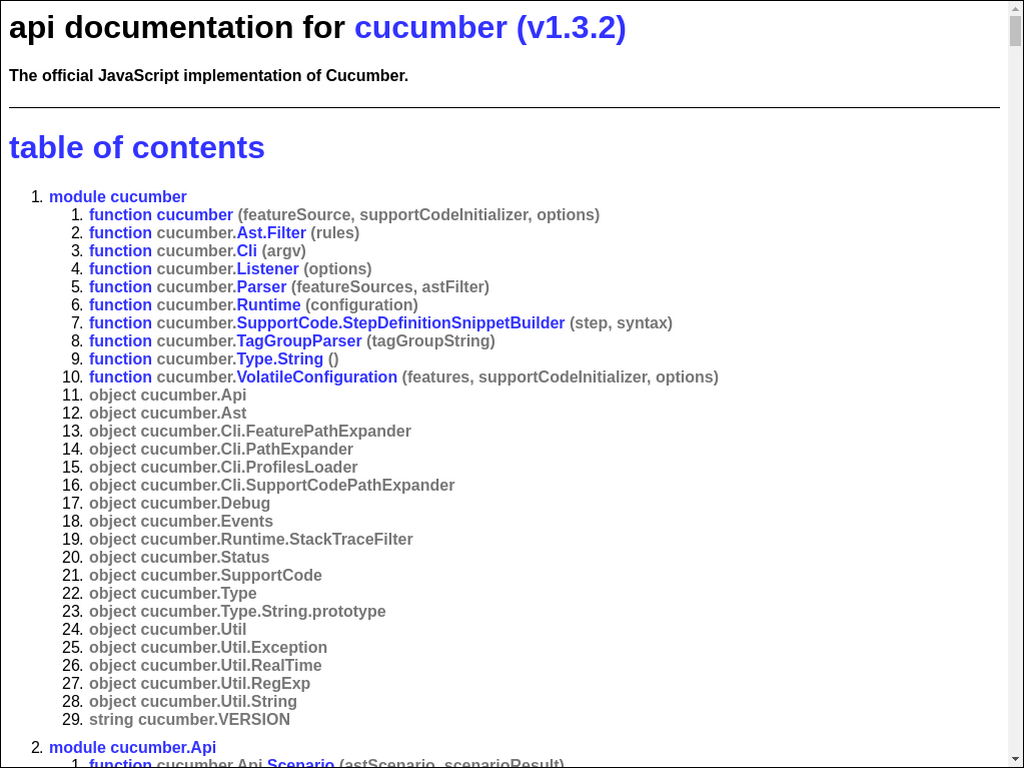 api documentation for cucumber (v1.3.2)
The official JavaScript implementation of Cucumber.
table of contents
1. module cucumber
1. function cucumber (featureSource, supportCodeInitializer, options)
2. function cucumber.Ast.Filter (rules)
3. function cucumber.Cli (argv)
4. function cucumber.Listener (options)
5. function cucumber.Parser (featureSources, astFilter)
6. function cucumber.Runtime (configuration)
7. function cucumber.SupportCode.StepDefinitionSnippetBuilder (step, syntax)
8. function cucumber.TagGroupParser (tagGroupString)
9. function cucumber.Type.String ()
10. function cucumber.VolatileConfiguration (features, supportCodeInitializer, options)
11. object cucumber.Api
12. object cucumber.Ast
13. object cucumber.Cli.FeaturePathExpander
14. object cucumber.Cli.PathExpander
15. object cucumber.Cli.ProfilesLoader
16. object cucumber.Cli.SupportCodePathExpander
17. object cucumber.Debug
18. object cucumber.Events
19. object cucumber.Runtime.StackTraceFilter
20. object cucumber.Status
21. object cucumber.SupportCode
22. object cucumber.Type
23. object cucumber.Type.String.prototype
24. object cucumber.Util
25. object cucumber.Util.Exception
26. object cucumber.Util.RealTime
27. object cucumber.Util.RegExp
28. object cucumber.Util.String
29. string cucumber.VERSION
2. module cucumber.Api
1. function cucumber.Api.Scenario (astScenario, scenarioResult)